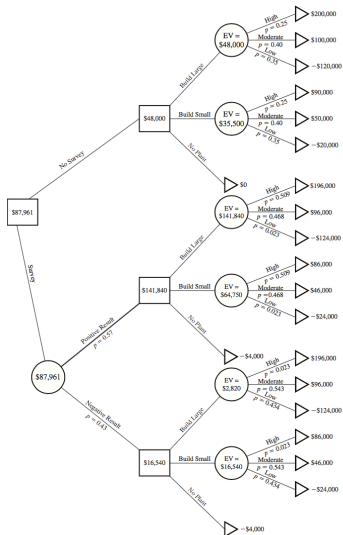 High
p = 0.25
$200,000
EV =
$48,000
Moderate
p = 0.40
$100,000
Low
p = 0.35
−$120,000
Build Large
High
p = 0.25
$90,000
$48,000
Build Small
EV =
$35,500
Moderate
p = 0.40
$50,000
Low
p = 0.35
−$20,000
No Survey
No Plant
$0
High
p = 0.509
$196,000
$87,961
EV =
$141,840
Moderate
p = 0.468
$96,000
Low
p = 0.023
−$124,000
Build Large
Survey
High
p = 0.509
$86,000
$141,840
Build Small
EV =
$64,750
Moderate
p = 0.468
$46,000
Low
p = 0.023
−$24,000
Positive Result
p = 0.57
No Plant
−$4,000
High
p = 0.023
$196,000
$87,961
EV =
$2,820
Moderate
p = 0.543
$96,000
Low
p = 0.434
−$124,000
Negative Result
p = 0.43
Build Large
High
p = 0.023
$86,000
$16,540
Build Small
EV =
$16,540
Moderate
p = 0.543
$46,000
Low
p = 0.434
−$24,000
No Plant
−$4,000